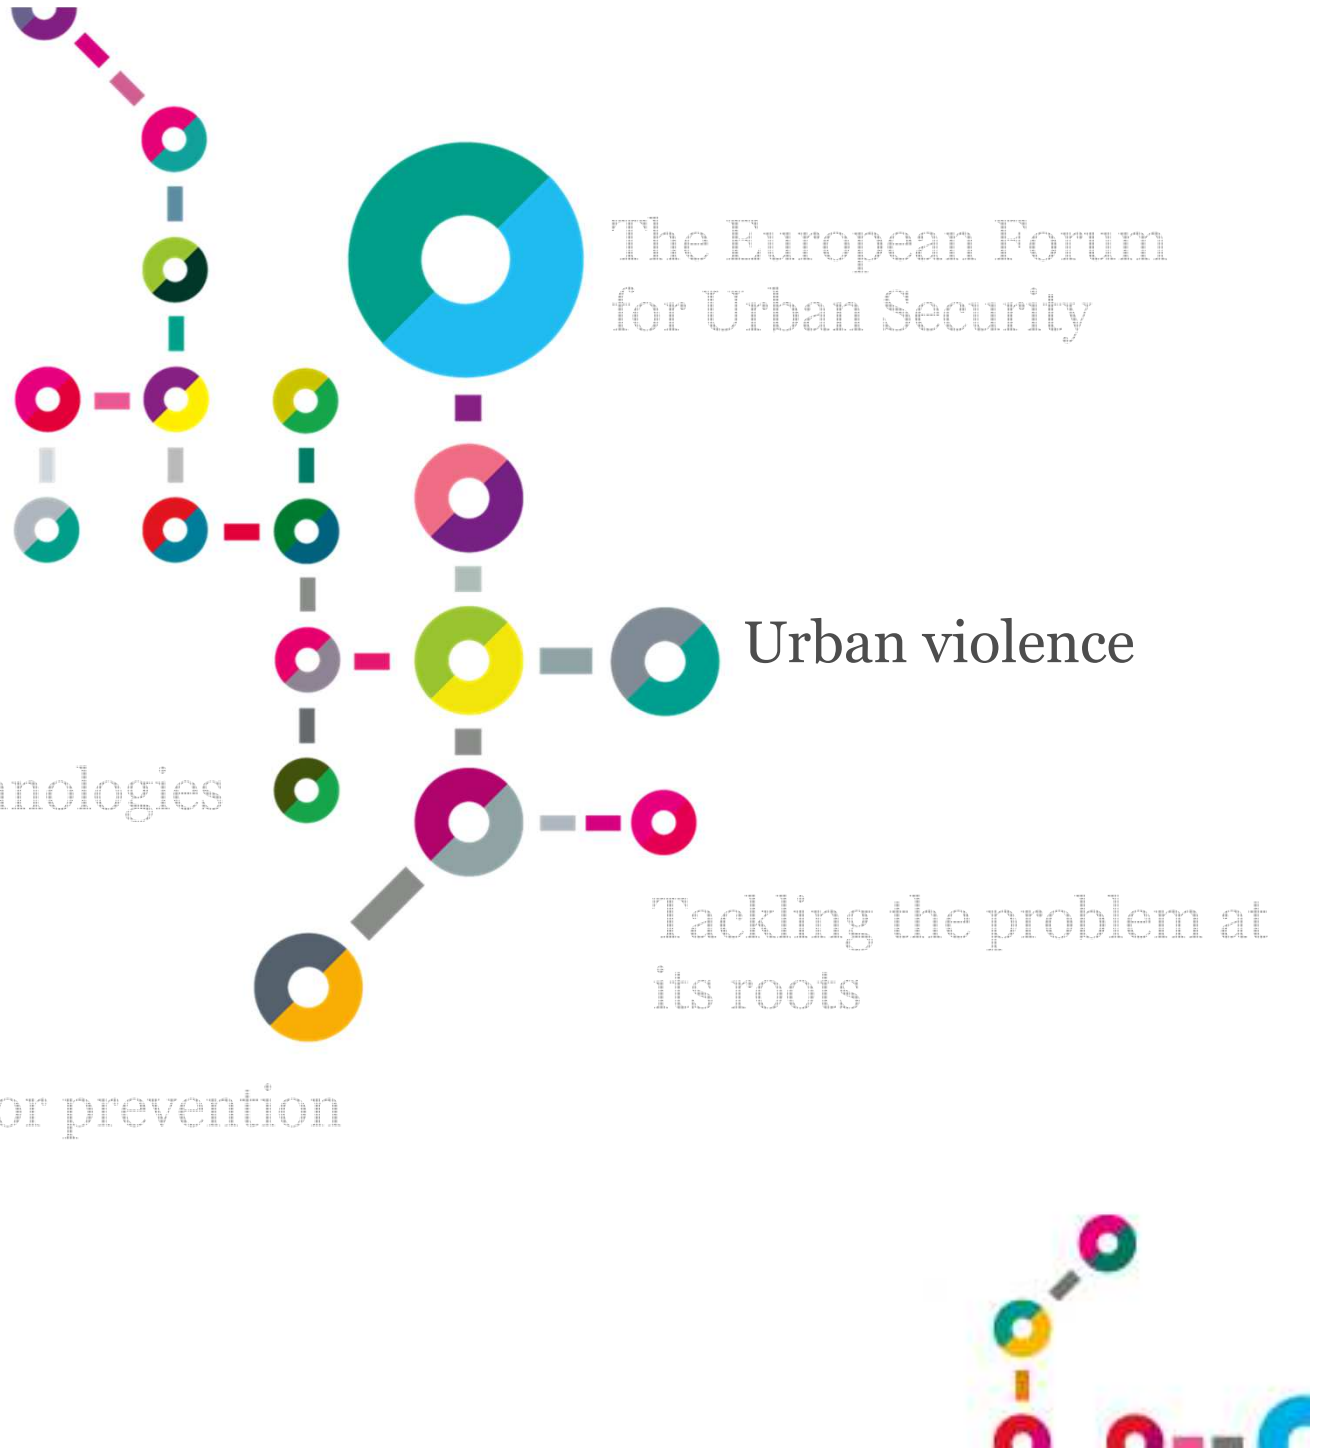 The European Forum
for Urban Security
Urban violence
nologies
Tackling the problem at
its roots
or prevention